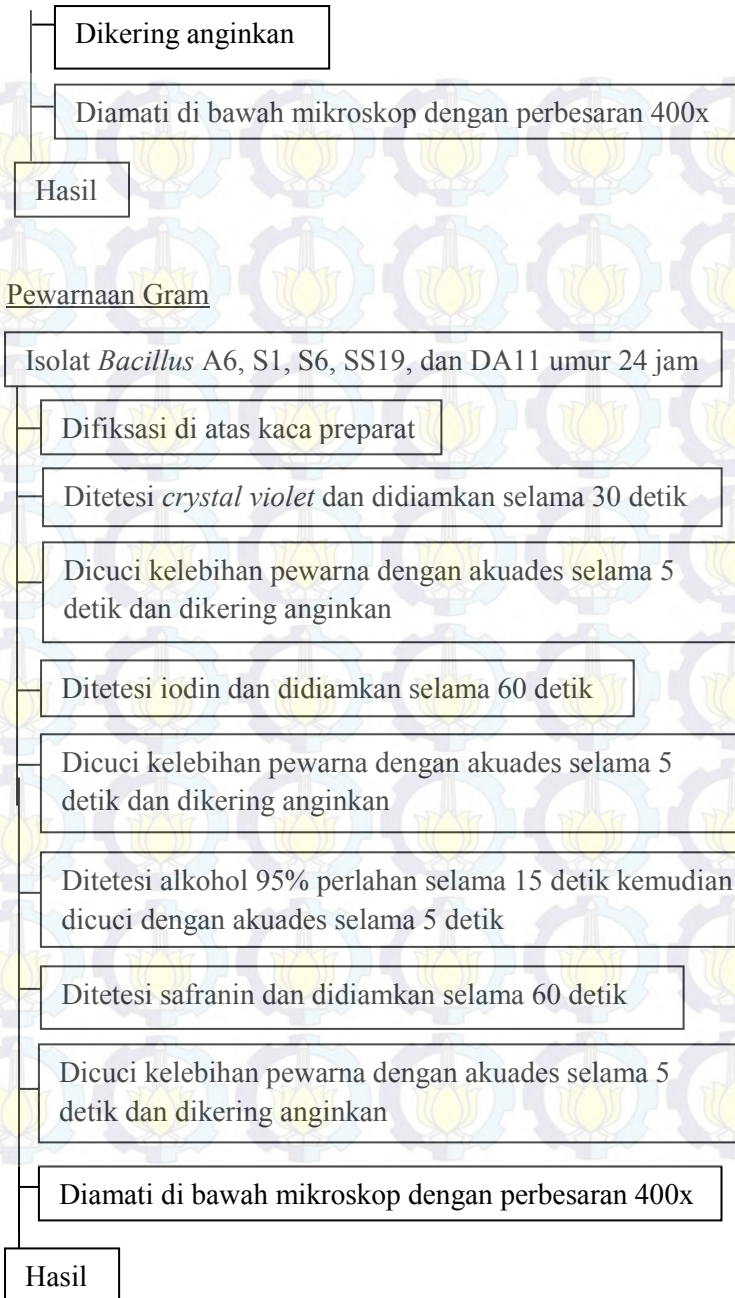 Dikering anginkan
Diamati di bawah mikroskop dengan perbesaran 400x
Hasil
Pewarnaan Gram
Isolat Bacillus A6, S1, S6, SS19, dan DA11 umur 24 jam
Difiksasi di atas kaca preparat
Ditetesi crystal violet dan didiamkan selama 30 detik
Dicuci kelebihan pewarna dengan akuades selama 5
detik dan dikering anginkan
Ditetesi iodin dan didiamkan selama 60 detik
Dicuci kelebihan pewarna dengan akuades selama 5
detik dan dikering anginkan
Ditetesi alkohol 95% perlahan selama 15 detik kemudian
dicuci dengan akuades selama 5 detik
Ditetesi safranin dan didiamkan selama 60 detik
Dicuci kelebihan pewarna dengan akuades selama 5
detik dan dikering anginkan
Diamati di bawah mikroskop dengan perbesaran 400x
Hasil